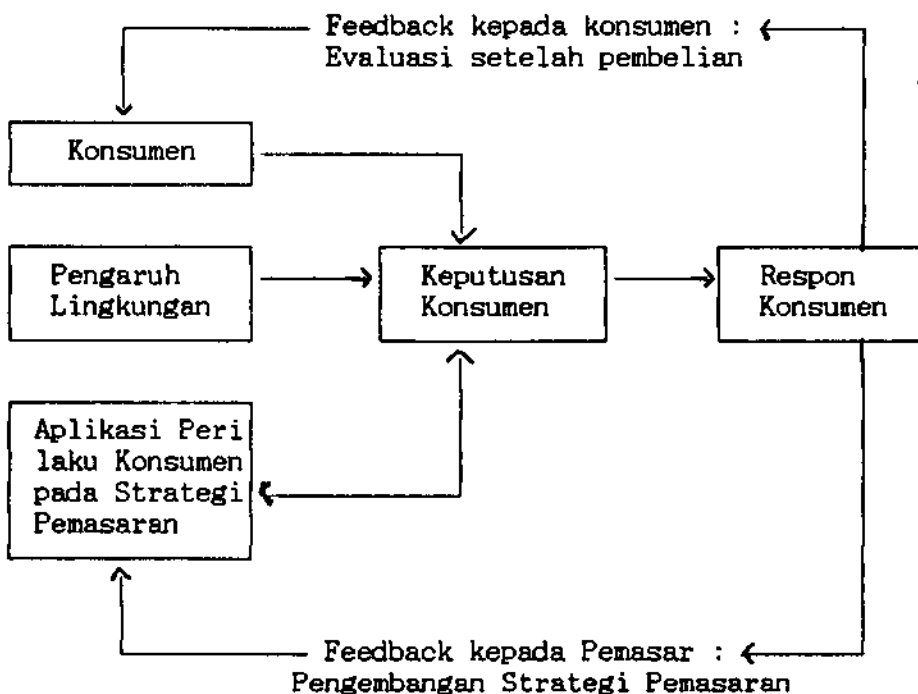 Feedback kepada konsumen :
Evaluasi setelah pembelian
Konsumen
Pengaruh
Lingkungan
Keputusan
Konsumen
Respon
Konsumen
Aplikasi Peri
laku Konsumen
pada Strategi
Pemasaran
Feedback kepada Pemasar :
Pengembangan Strategi Pemasaran